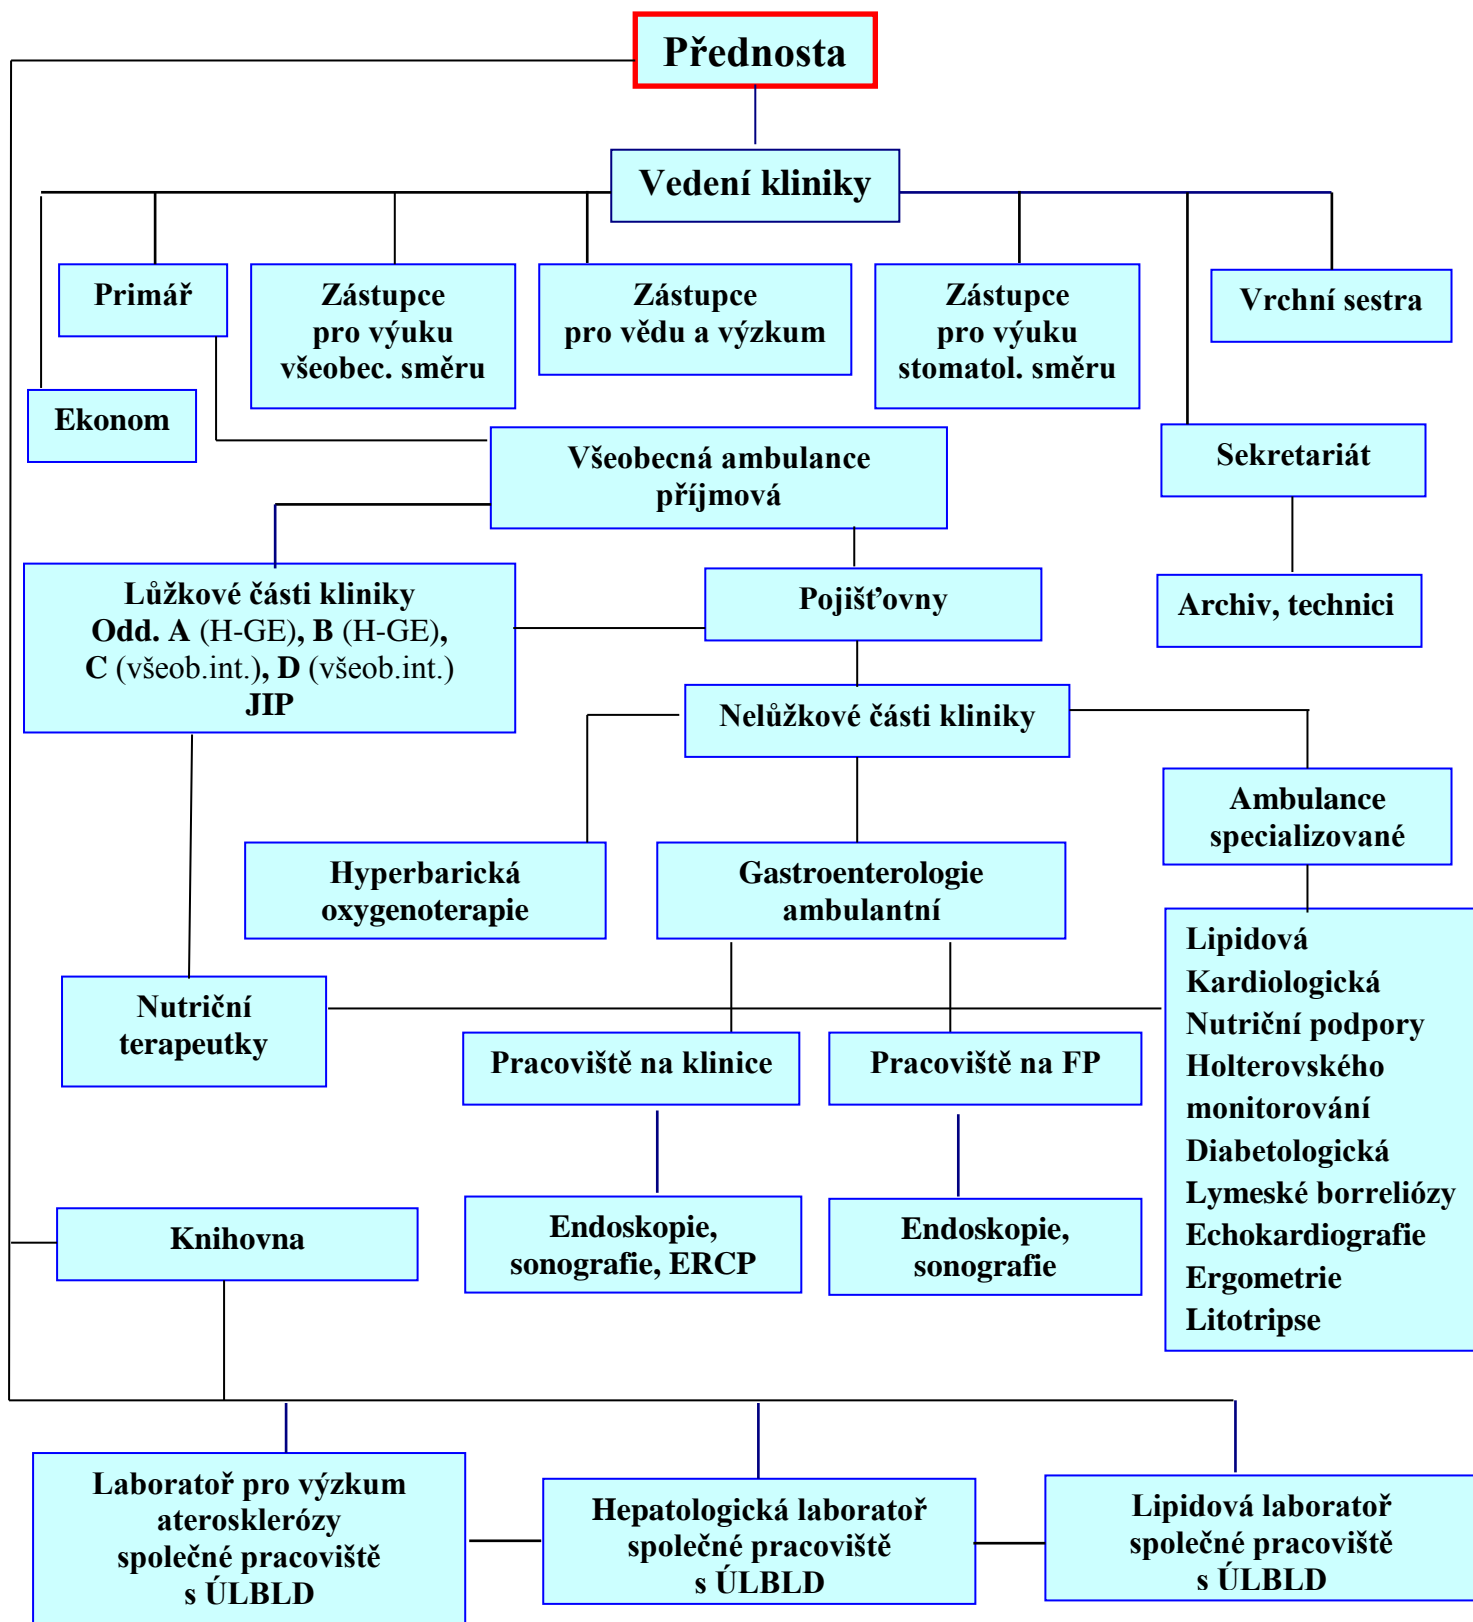 Přednosta
Vedení kliniky
Primář
Zástupce
pro výuku
všeobec. směru
Zástupce
pro vědu a výzkum
Zástupce
pro výuku
stomatol. směru
Vrchní sestra
Ekonom
Všeobecná ambulance
příjmová
Sekretariát
Lůžkové části kliniky
Odd. A (H-GE), B (H-GE),
C (všeob.int.), D (všeob.int.)
JIP
Pojišťovny
Archiv, technici
Nelůžkové části kliniky
Ambulance
specializované
Hyperbarická
oxygenoterapie
Gastroenterologie
ambulantní
Lipidová
Kardiologická
Nutriční podpory
Holterovského
monitorování
Diabetologická
Lymeské borreliózy
Echokardiografie
Ergometrie
Litotripse
Nutriční
terapeutky
Pracoviště na klinice
Pracoviště na FP
Endoskopie,
sonografie, ERCP
Endoskopie,
sonografie
Knihovna
Laboratoř pro výzkum
aterosklerózy
společné pracoviště
s ÚLBLD
Hepatologická laboratoř
společné pracoviště
s ÚLBLD
Lipidová laboratoř
společné pracoviště
s ÚLBLD